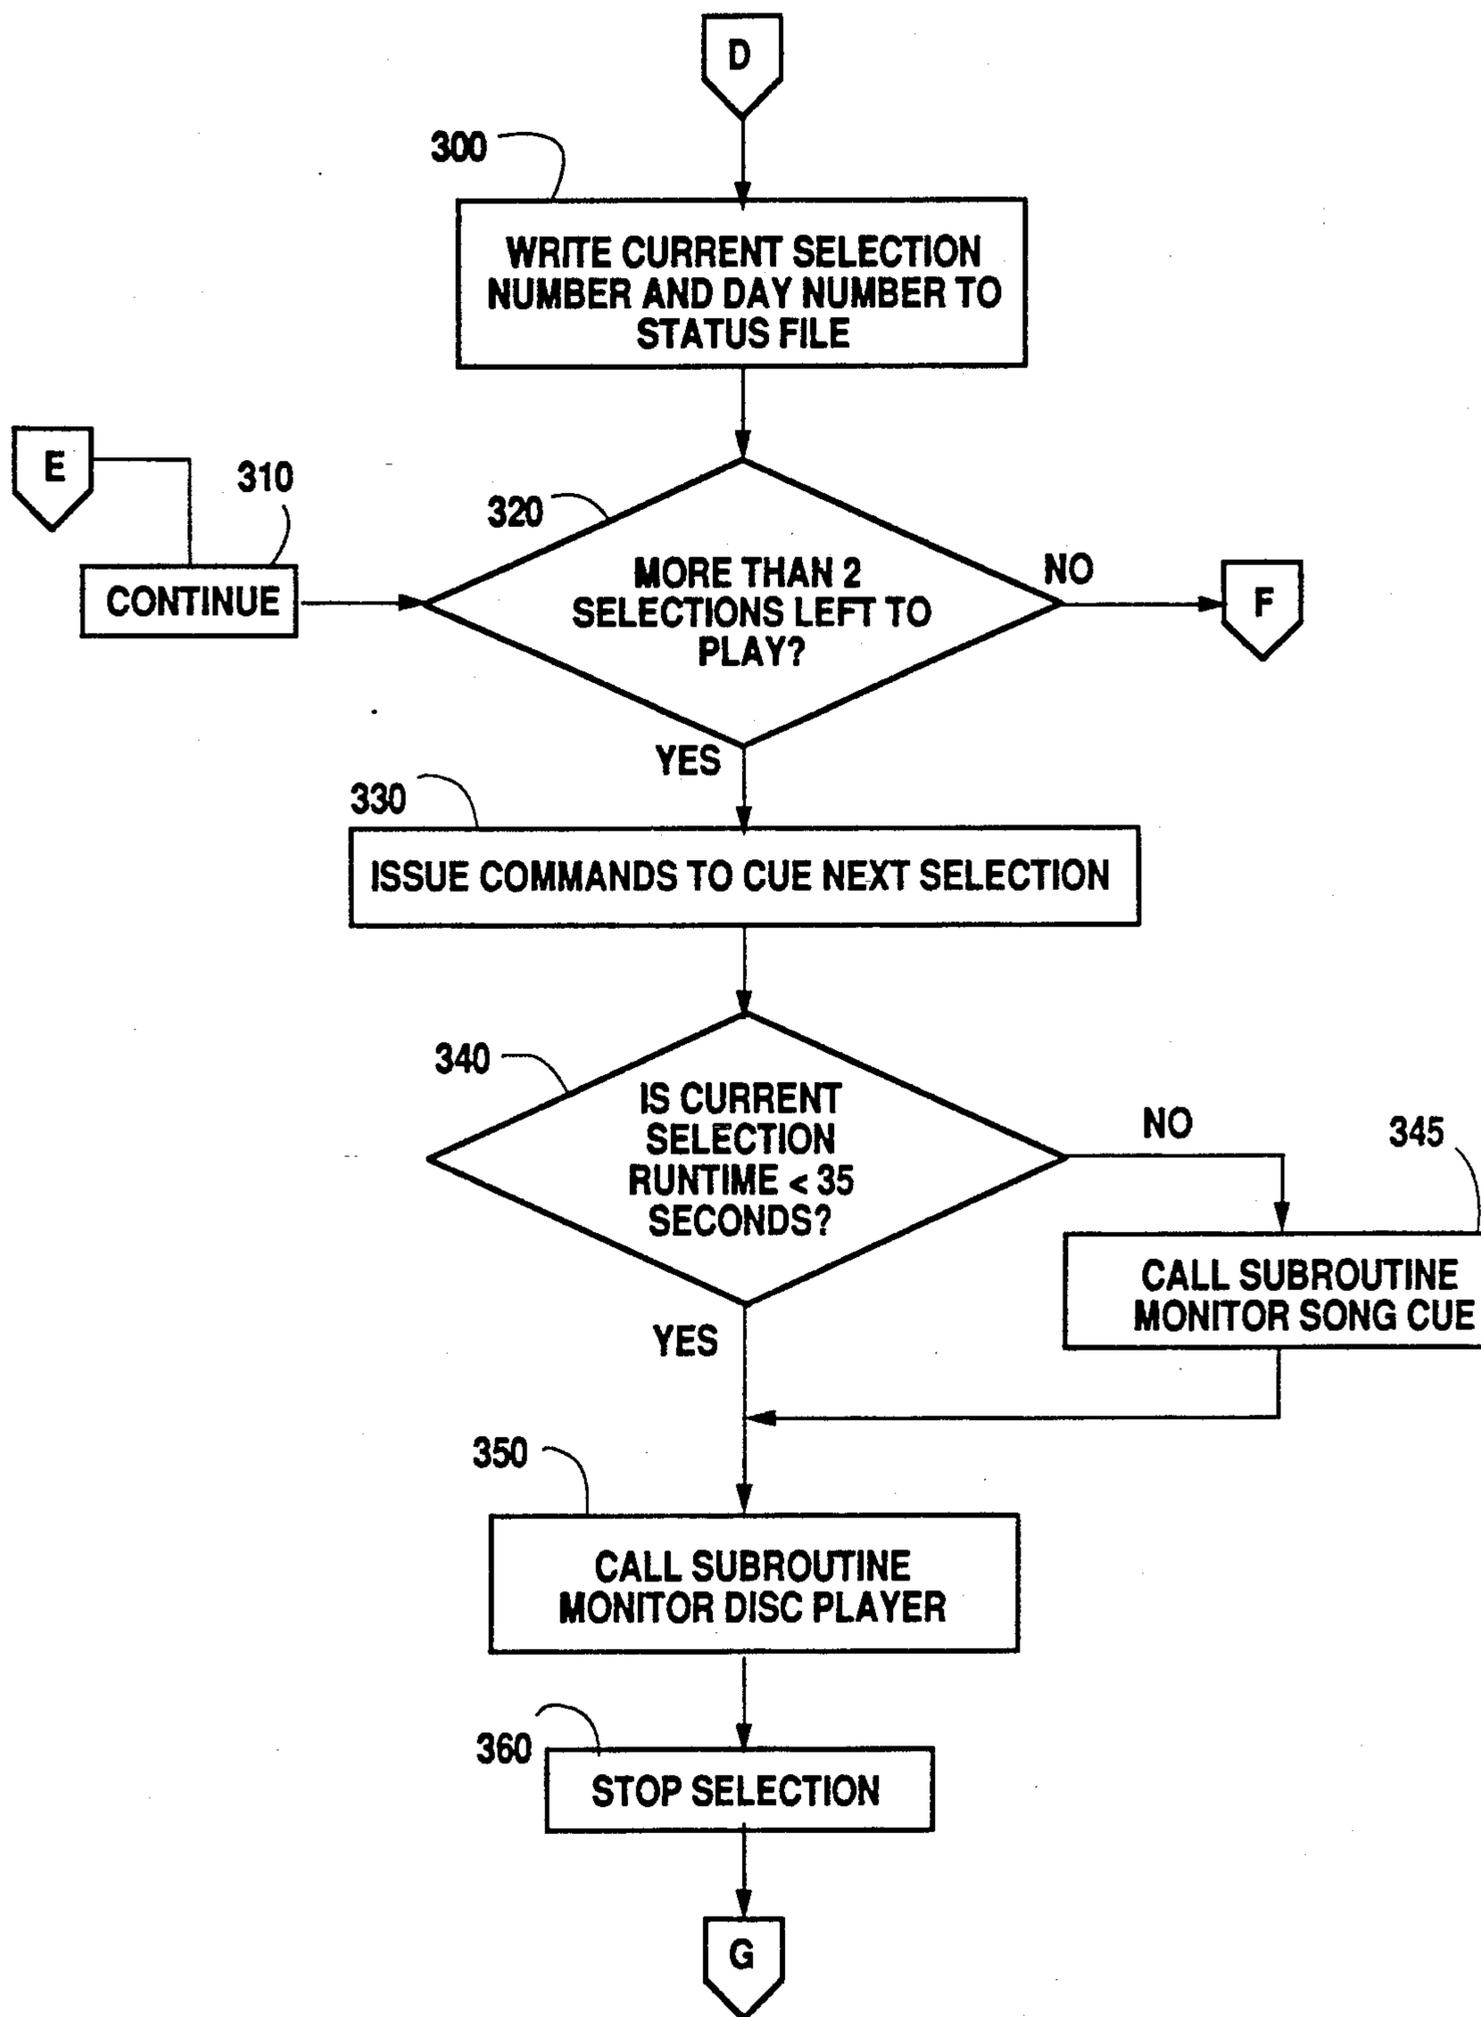 D
300
WRITE CURRENT SELECTION
NUMBER AND DAY NUMBER TO
STATUS FILE
E
310
CONTINUE
320
MORE THAN 2
SELECTIONS LEFT TO
PLAY?
NO
F
YES
330
ISSUE COMMANDS TO CUE NEXT SELECTION
340
IS CURRENT
SELECTION
RUNTIME < 35
SECONDS?
NO
345
CALL SUBROUTINE
MONITOR SONG CUE
YES
350
CALL SUBROUTINE
MONITOR DISC PLAYER
360
STOP SELECTION
G